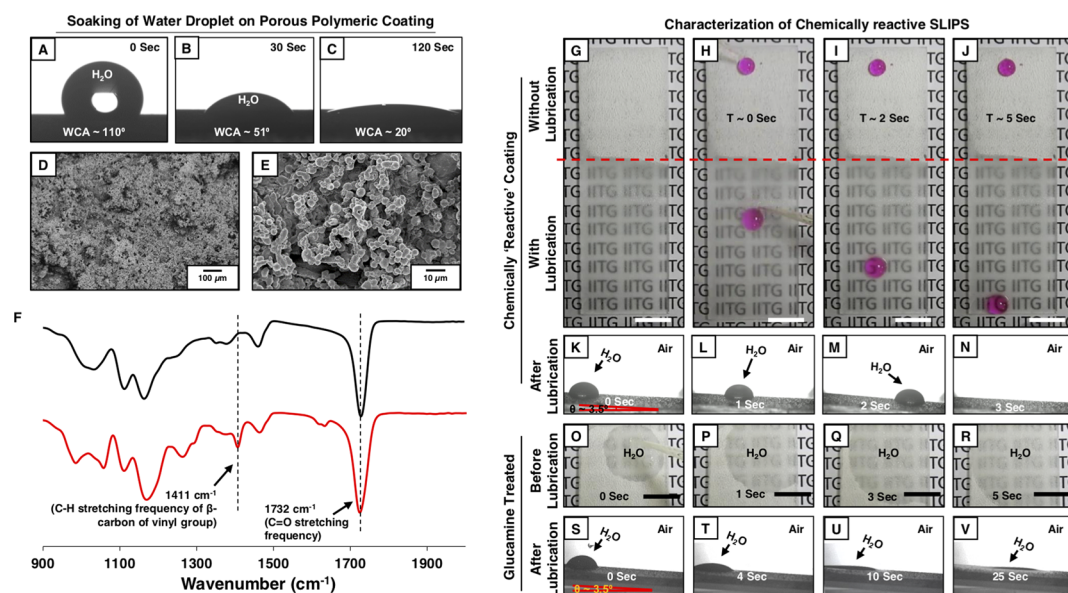 Soaking of Water Droplet on Porous Polymeric Coating
A 0 Sec
H₂O
WCA ~ 110º
B 30 Sec
H₂O
WCA ~ 51º
C 120 Sec
WCA ~ 20º
D
100 µm
E
10 µm
F
1411 cm⁻¹
(C-H stretching frequency of β-
carbon of vinyl group)
1732 cm⁻¹
(C=O stretching
frequency)
900 1100 1300 1500 1700 1900
Wavenumber (cm⁻¹)
Characterization of Chemically reactive SLIPS
Chemically 'Reactive' Coating
Without
Lubrication
With
Lubrication
G
H
T ~ 0 Sec
I
T ~ 2 Sec
J
T ~ 5 Sec
IITG IITG
After
Lubrication
K
H₂O
Air
0 Sec
θ ~ 3.5º
L
H₂O
Air
1 Sec
M
H₂O
Air
2 Sec
N
Air
3 Sec
Glucamine Treated
Before
Lubrication
O
H₂O
0 Sec
P
H₂O
1 Sec
Q
H₂O
3 Sec
R
H₂O
5 Sec
After
Lubrication
S
H₂O
Air
0 Sec
θ ~ 3.5º
T
H₂O
Air
4 Sec
U
H₂O
Air
10 Sec
V
H₂O
Air
25 Sec